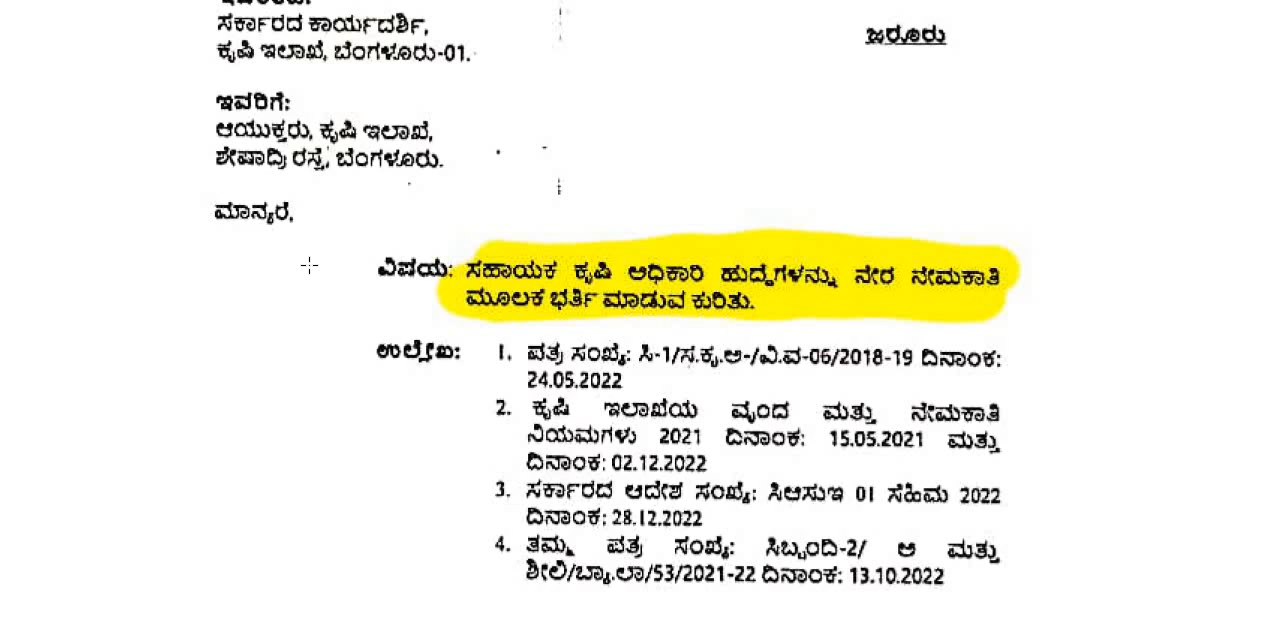 ಸರ್ಕಾರದ ಕಾರ್ಯದರ್ಶಿ,
ಜರೂರು
ಕೃಷಿ ಇಲಾಖೆ, ಬೆಂಗಳೂರು-01.
ಇವರಿಗೆ:
ಆಯುಕ್ತರು, ಕೃಷಿ ಇಲಾಖೆ,
ಶೇಷಾದ್ರಿ ರಸ್ತೆ, ಬೆಂಗಳೂರು.
ಮಾನ್ಯರೆ,
ವಿಷಯ: ಸಹಾಯಕ ಕೃಷಿ ಅಧಿಕಾರಿ ಹುದ್ದೆಗಳನ್ನು ನೇರ ನೇಮಕಾತಿ
ಮೂಲಕ ಭರ್ತಿ ಮಾಡುವ ಕುರಿತು.
ಉಲ್ಲೇಖ: 1. ಪತ್ರ ಸಂಖ್ಯೆ: ಸಿ-1/ಸ.ಕೃ.ಅ-/ವಿ.ವ-06/2018-19 ದಿನಾಂಕ:
24.05.2022
2. ಕೃಷಿ ಇಲಾಖೆಯ ವೃಂದ ಮತ್ತು ನೇಮಕಾತಿ
ನಿಯಮಗಳು 2021 ದಿನಾಂಕ: 15.05.2021 ಮತ್ತು
ದಿನಾಂಕ: 02.12.2022
3. ಸರ್ಕಾರದ ಆದೇಶ ಸಂಖ್ಯೆ: ಸಿಆಸುಇ 01 ಸೆಹಿಮ 2022
ದಿನಾಂಕ: 28.12.2022
4. ತಮ್ಮ ಪತ್ರ ಸಂಖ್ಯೆ: ಸಿಬ್ಬಂದಿ-2/ ಅ ಮತ್ತು
ಶೀಲಿ/ಬ್ಯಾ.ಲಾ/53/2021-22 ದಿನಾಂಕ: 13.10.2022